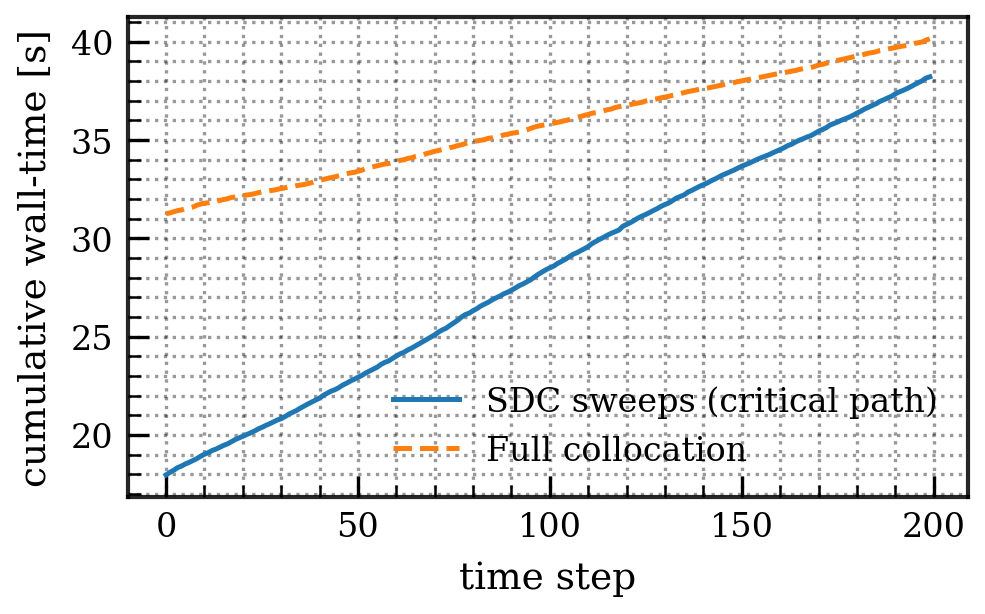 cumulative wall-time [s]
40
35
30
25
20
SDC sweeps (critical path)
Full collocation
0 50 100 150 200
time step